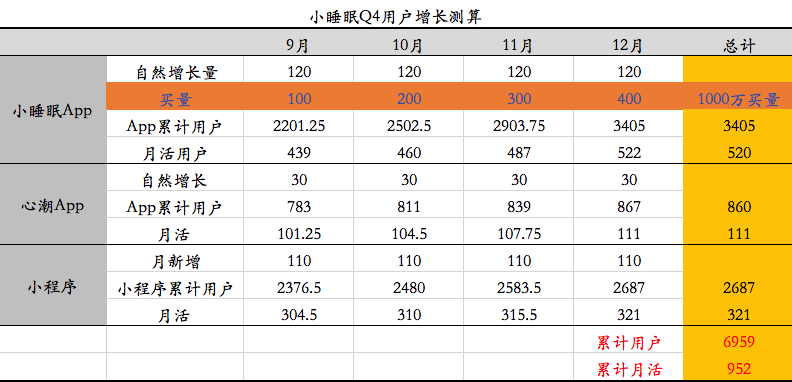 小睡眠Q4用户增长测算
9月 10月 11月 12月 总计
小睡眠App
自然增长量 120 120 120 120
买量 100 200 300 400 1000万买量
App累计用户 2201.25 2502.5 2903.75 3405 3405
月活用户 439 460 487 522 520
心潮App
自然增长 30 30 30 30
App累计用户 783 811 839 867 860
月活 101.25 104.5 107.75 111 111
小程序
月新增 110 110 110 110
小程序累计用户 2376.5 2480 2583.5 2687 2687
月活 304.5 310 315.5 321 321
累计用户 6959
累计月活 952